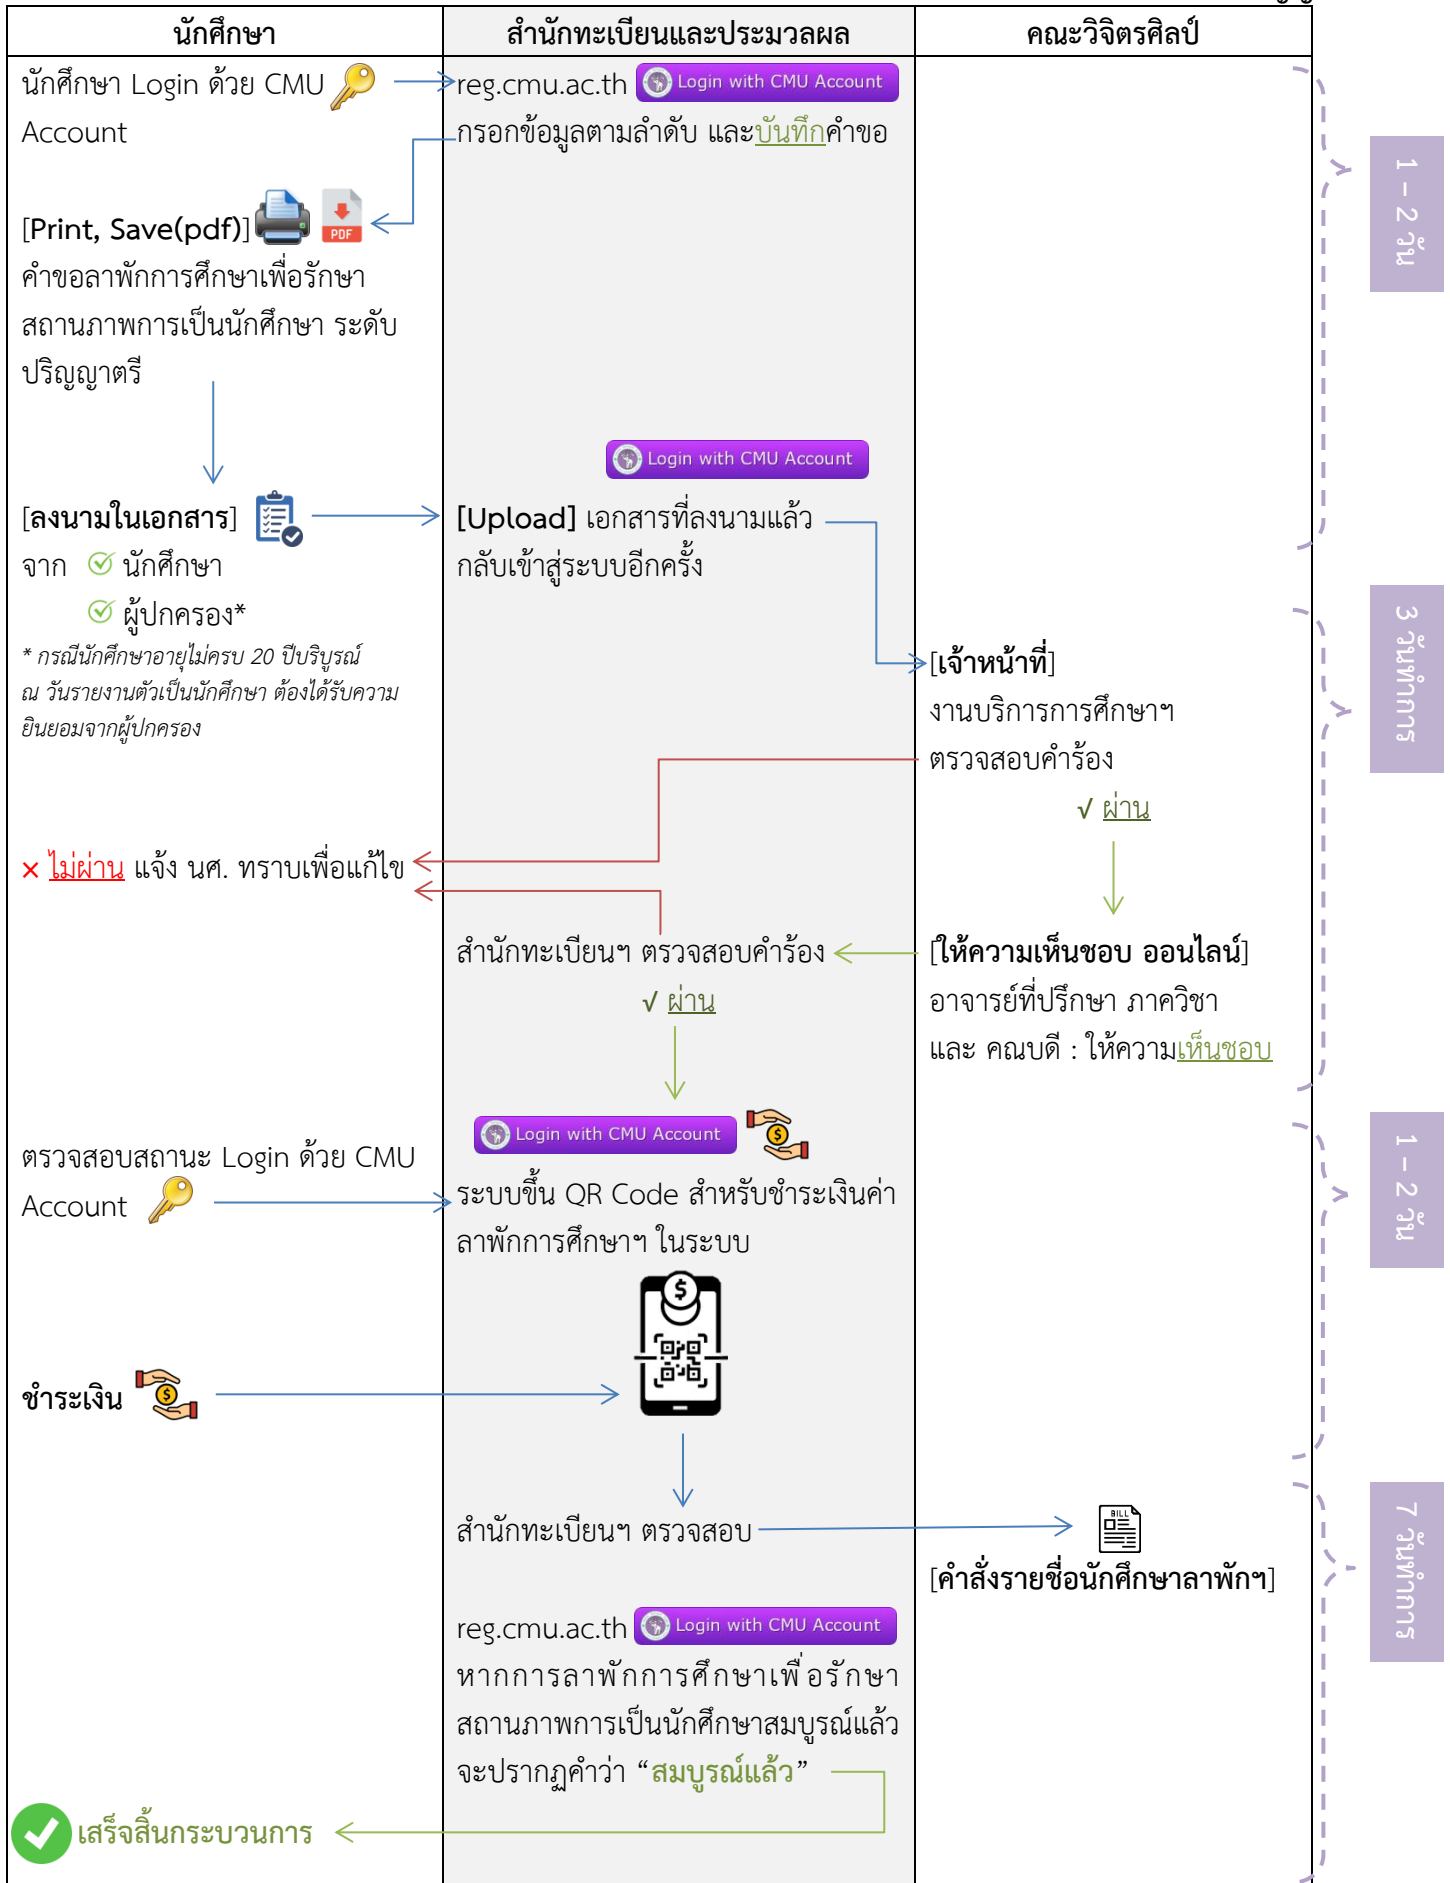 นักศึกษา
สำนักทะเบียนและประมวลผล
คณะวิจิตรศิลป์
นักศึกษา Login ด้วย CMU
Account
reg.cmu.ac.th Login with CMU Account
กรอกข้อมูลตามลำดับ และบันทึกคำขอ
1 – 2 วัน
[Print, Save(pdf)]
PDF
คำขอลาพักการศึกษาเพื่อรักษา
สถานภาพการเป็นนักศึกษา ระดับ
ปริญญาตรี
Login with CMU Account
[ลงนามในเอกสาร]
จาก นักศึกษา
ผู้ปกครอง*
* กรณีนักศึกษาอายุไม่ครบ 20 ปีบริบูรณ์
ณ วันรายงานตัวเป็นนักศึกษา ต้องได้รับความ
ยินยอมจากผู้ปกครอง
[Upload] เอกสารที่ลงนามแล้ว
กลับเข้าสู่ระบบอีกครั้ง
3 วันทำการ
[เจ้าหน้าที่]
งานบริการการศึกษาฯ
ตรวจสอบคำร้อง
√ ผ่าน
× ไม่ผ่าน แจ้ง นศ. ทราบเพื่อแก้ไข
[ให้ความเห็นชอบ ออนไลน์]
อาจารย์ที่ปรึกษา ภาควิชา
และ คณบดี : ให้ความเห็นชอบ
สำนักทะเบียนฯ ตรวจสอบคำร้อง
√ ผ่าน
1 – 2 วัน
Login with CMU Account
ตรวจสอบสถานะ Login ด้วย CMU
Account
ระบบขึ้น QR Code สำหรับชำระเงินค่า
ลาพักการศึกษาฯ ในระบบ
ชำระเงิน
7 วันทำการ
สำนักทะเบียนฯ ตรวจสอบ
BILL
[คำสั่งรายชื่อนักศึกษาลาพักฯ]
reg.cmu.ac.th Login with CMU Account
หากการลาพักการศึกษาเพื่อรักษา
สถานภาพการเป็นนักศึกษาสมบูรณ์แล้ว
จะปรากฏคำว่า “สมบูรณ์แล้ว”
เสร็จสิ้นกระบวนการ